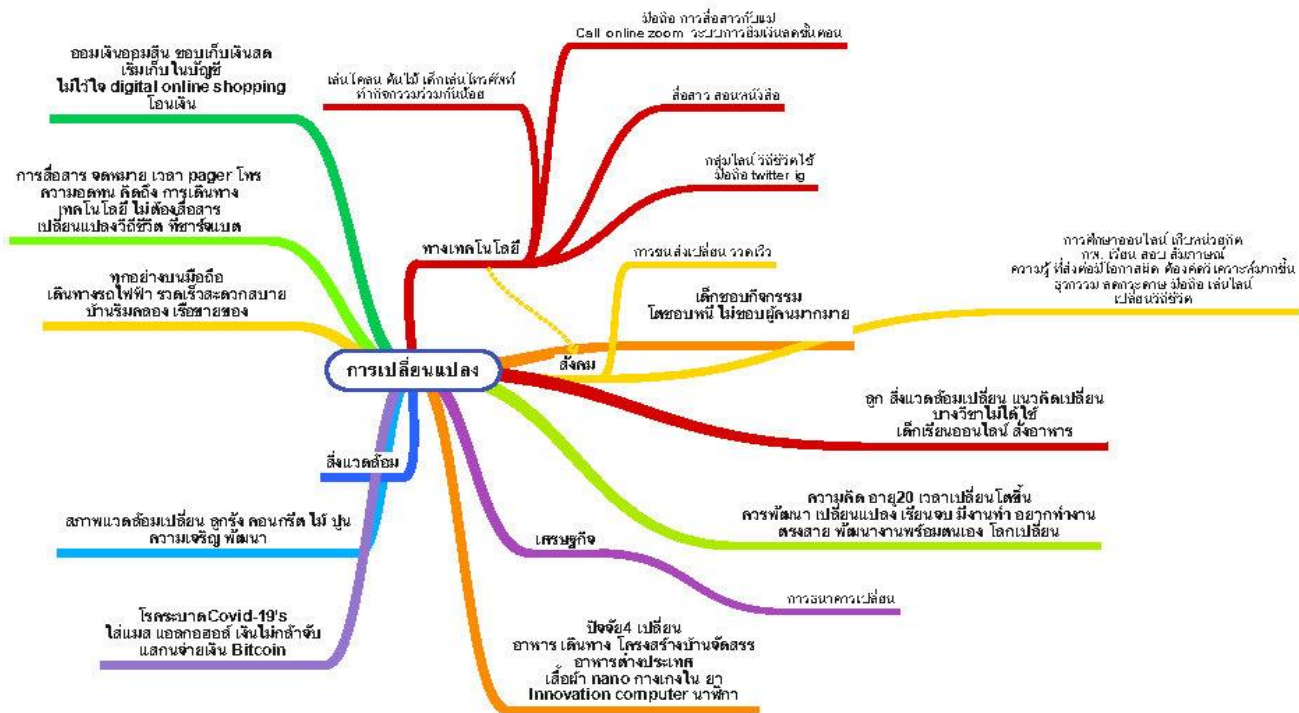 มือถือ การสื่อสารกับแม่
Call online zoom ระบบการยืมเงินลดขั้นตอน
ออมเงินออมสิน ชอบเก็บเงินสด
เริ่มเก็บในบัญชี
ไม่ไว้ใจ digital online shopping
โอนเงิน
เล่นโคลน ต้นไม้ เด็กเล่นโทรศัพท์
ทำกิจกรรมร่วมกันน้อย
สื่อสาร สอนหนังสือ
กลุ่มไลน์ วิถีชีวิตใช้
มือถือ twitter ig
การสื่อสาร จดหมาย เวลา pager โทร
ความอดทน คิดถึง การเดินทาง
เทคโนโลยี ไม่ต้องสื่อสาร
เปลี่ยนแปลงวิถีชีวิต ที่ชาร์จแบต
ทางเทคโนโลยี
การขนส่งเปลี่ยน รวดเร็ว
การศึกษาออนไลน์ เก็บหน่วยกิต
กพ. เรียน สอบ สัมภาษณ์
ความรู้ ที่ส่งต่อมีโอกาสผิด ต้องคิดวิเคราะห์มากขึ้น
ธุรกรรม ลดกระดาษ มือถือ เล่นไลน์
เปลี่ยนวิถีชีวิต
ทุกอย่างบนมือถือ
เดินทางรถไฟฟ้า รวดเร็วสะดวกสบาย
บ้านริมคลอง เรือขายของ
เด็กชอบกิจกรรม
โตชอบหนี ไม่ชอบผู้คนมากมาย
สังคม
การเปลี่ยนแปลง
ลูก สิ่งแวดล้อมเปลี่ยน แนวคิดเปลี่ยน
บางวิชาไม่ได้ใช้
เด็กเรียนออนไลน์ สั่งอาหาร
สิ่งแวดล้อม
ความคิด อายุ20 เวลาเปลี่ยนโตขึ้น
ควรพัฒนา เปลี่ยนแปลง เรียนจบ มีงานทำ อยากทำงาน
ตรงสาย พัฒนางานพร้อมตนเอง โลกเปลี่ยน
สภาพแวดล้อมเปลี่ยน ลูกรัง คอนกรีต ไม้ ปูน
ความเจริญ พัฒนา
เศรษฐกิจ
การธนาคารเปลี่ยน
โรคระบาดCovid-19's
ใส่แมส แอลกอฮอล์ เงินไม่กล้าจับ
แสกนจ่ายเงิน Bitcoin
ปัจจัย4 เปลี่ยน
อาหาร เดินทาง โครงสร้างบ้านจัดสรร
อาหารต่างประเทศ
เสื้อผ้า nano กางเกงใน ยา
Innovation computer นาฬิกา